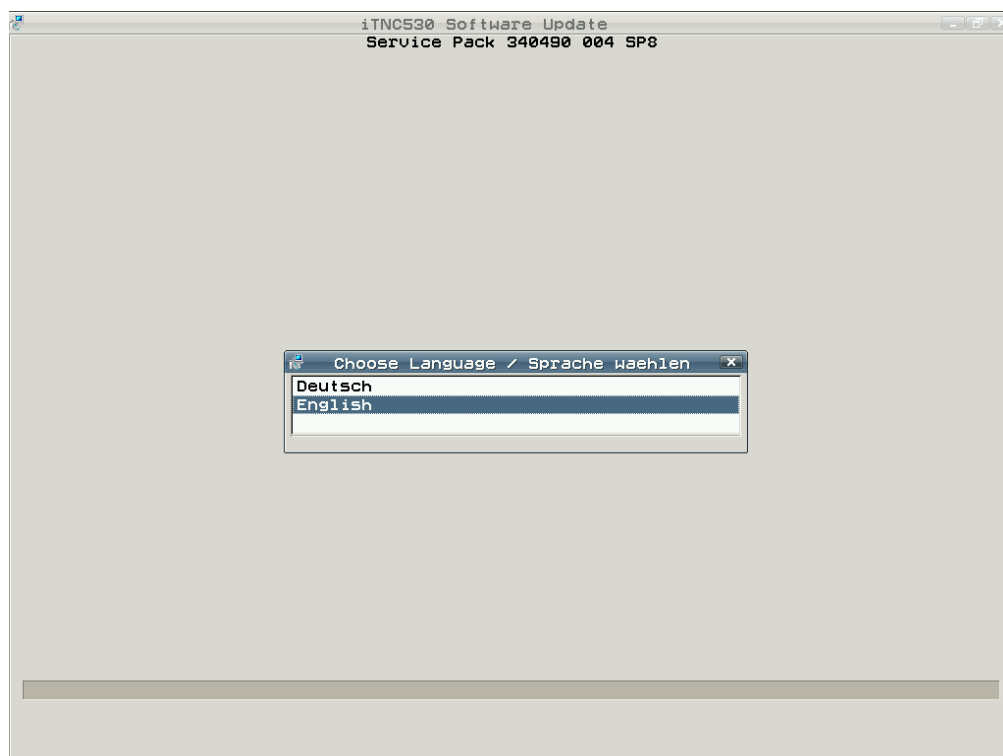 iTNC530 Software Update
Service Pack 340490 004 SP8
Choose Language / Sprache waehlen
Deutsch
English